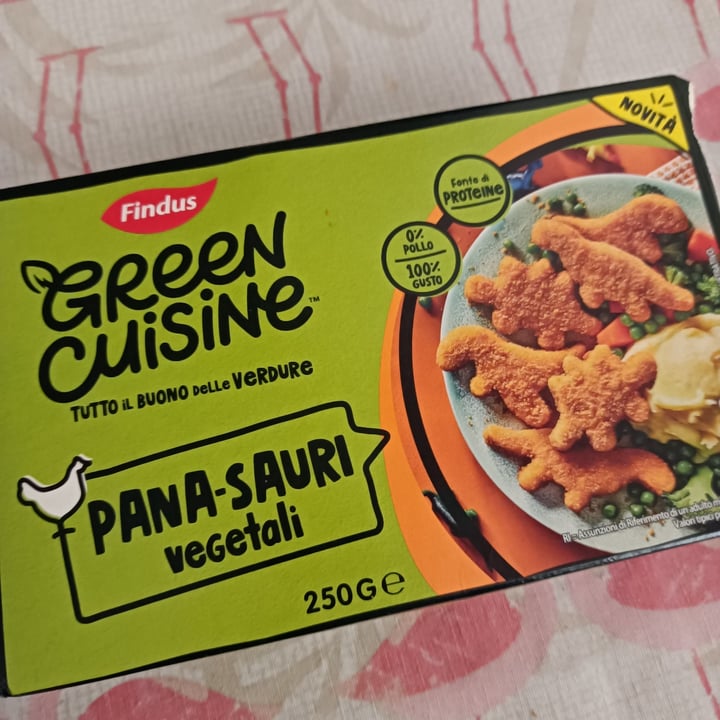 NOVITÀ
Findus
Fonte di
PROTEINE
GREEN
CUISINE™
0%
POLLO
100%
GUSTO
TUTTO IL BUONO DELLE VERDURE
PANA-SAURI
vegetali
250G e
RI = Assunzioni di Riferimento di un adulto
Valori tipici